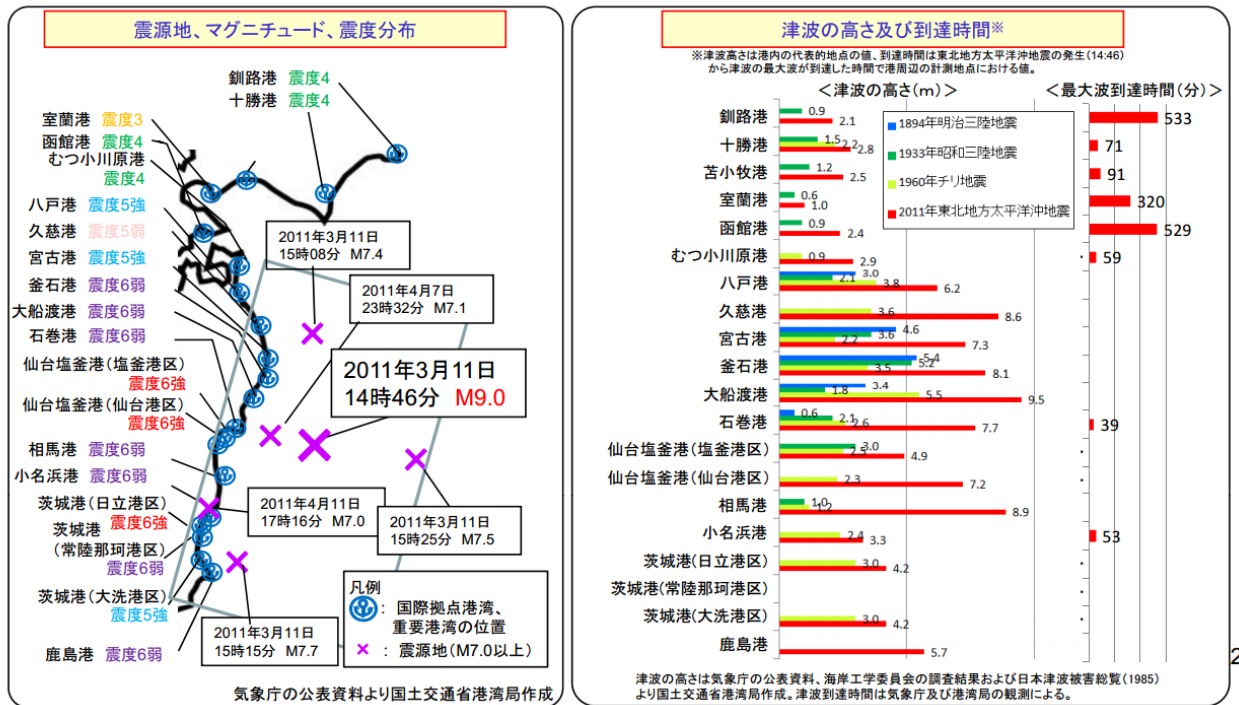 震源地、マグニチュード、震度分布
釧路港 震度4
十勝港 震度4
室蘭港 震度3
函館港 震度4
むつ小川原港
震度4
八戸港 震度5強
久慈港 震度5弱
宮古港 震度5強
釜石港 震度6弱
大船渡港 震度6弱
石巻港 震度6弱
仙台塩釜港(塩釜港区)
震度6強
仙台塩釜港(仙台港区)
震度6強
相馬港 震度6弱
小名浜港 震度6弱
茨城港(日立港区)
震度6強
茨城港
(常陸那珂港区)
震度6弱
茨城港(大洗港区)
震度5強
鹿島港 震度6弱
2011年3月11日
15時08分 M7.4
2011年4月7日
23時32分 M7.1
2011年3月11日
14時46分 M9.0
2011年4月11日
17時16分 M7.0
2011年3月11日
15時25分 M7.5
2011年3月11日
15時15分 M7.7
凡例
: 国際拠点港湾、
重要港湾の位置
: 震源地(M7.0以上)
気象庁の公表資料より国土交通省港湾局作成
津波の高さ及び到達時間※
※津波高さは港内の代表的地点の値、到達時間は東北地方太平洋沖地震の発生(14:46)
から津波の最大波が到達した時間で港周辺の計測地点における値。
<津波の高さ(m)>
<最大波到達時間(分)>
1894年明治三陸地震
1933年昭和三陸地震
1960年チリ地震
2011年東北地方太平洋沖地震
釧路港 0.9 2.1 533
十勝港 1.5 2.2 2.8 71
苫小牧港 1.2 2.5 91
室蘭港 0.6 1.0 320
函館港 0.9 2.4 529
むつ小川原港 0.9 2.9 59
八戸港 3.0 2.1 3.8 6.2
久慈港 3.6 8.6
宮古港 4.6 3.6 2.2 7.3
釜石港 5.4 5.2 3.5 8.1
大船渡港 3.4 1.8 5.5 9.5
石巻港 0.6 2.1 2.6 7.7 39
仙台塩釜港(塩釜港区) 3.0 2.5 4.9
仙台塩釜港(仙台港区) 2.3 7.2
相馬港 1.0 1.2 8.9
小名浜港 2.4 3.3 53
茨城港(日立港区) 3.0 4.2
茨城港(常陸那珂港区)
茨城港(大洗港区) 3.0 4.2
鹿島港 5.7
津波の高さは気象庁の公表資料、海岸工学委員会の調査結果および日本津波被害総覧(1985)
より国土交通省港湾局作成。津波到達時間は気象庁及び港湾局の観測による。
2